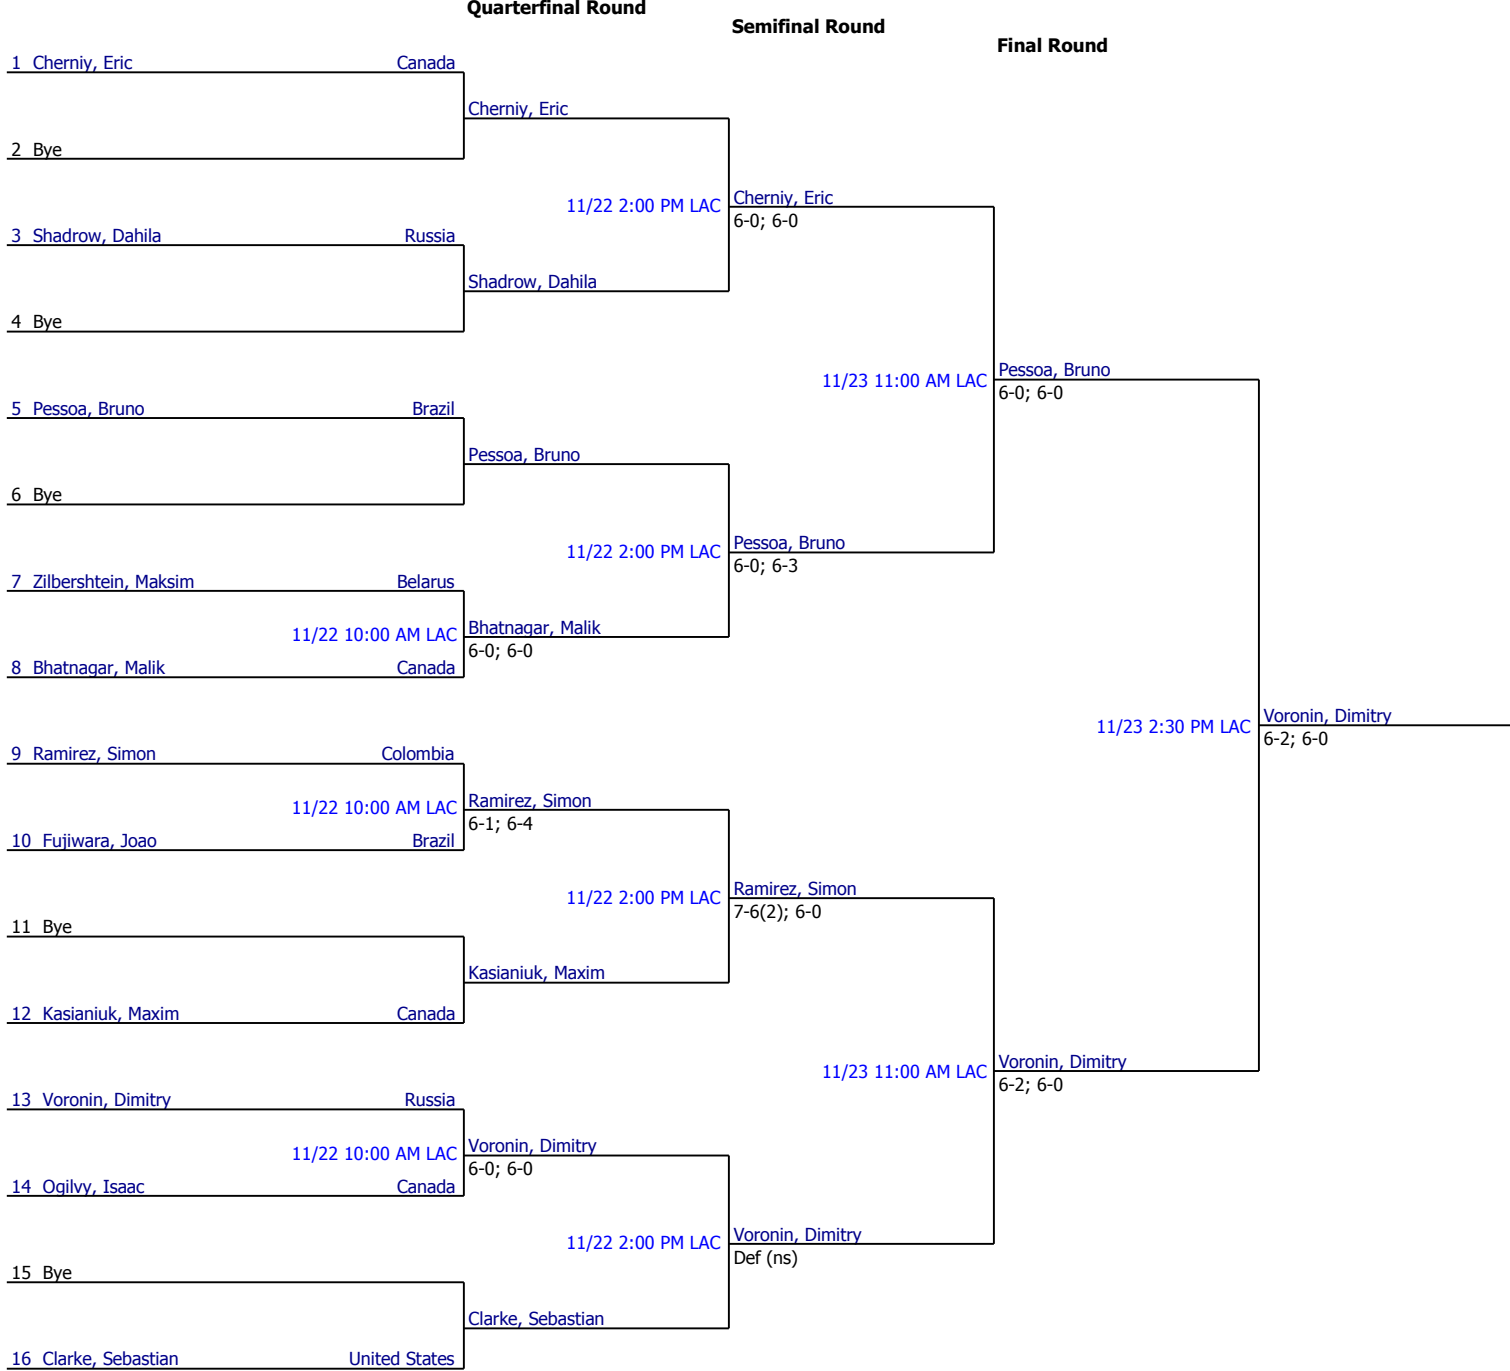 Quarterfinal Round
Semifinal Round
Final Round
1 Cherniy, Eric Canada
Cherniy, Eric
2 Bye
11/22 2:00 PM LAC Cherniy, Eric
6-0; 6-0
3 Shadrow, Dahila Russia
Shadrow, Dahila
4 Bye
11/23 11:00 AM LAC Pessoa, Bruno
6-0; 6-0
5 Pessoa, Bruno Brazil
Pessoa, Bruno
6 Bye
11/22 2:00 PM LAC Pessoa, Bruno
6-0; 6-3
7 Zilbershtein, Maksim Belarus
11/22 10:00 AM LAC Bhatnagar, Malik
6-0; 6-0
8 Bhatnagar, Malik Canada
11/23 2:30 PM LAC Voronin, Dimitry
6-2; 6-0
9 Ramirez, Simon Colombia
11/22 10:00 AM LAC Ramirez, Simon
6-1; 6-4
10 Fujiwara, Joao Brazil
11/22 2:00 PM LAC Ramirez, Simon
7-6(2); 6-0
11 Bye
Kasianiuk, Maxim
12 Kasianiuk, Maxim Canada
11/23 11:00 AM LAC Voronin, Dimitry
6-2; 6-0
13 Voronin, Dimitry Russia
11/22 10:00 AM LAC Voronin, Dimitry
6-0; 6-0
14 Ogilvy, Isaac Canada
11/22 2:00 PM LAC Voronin, Dimitry
Def (ns)
15 Bye
Clarke, Sebastian
16 Clarke, Sebastian United States